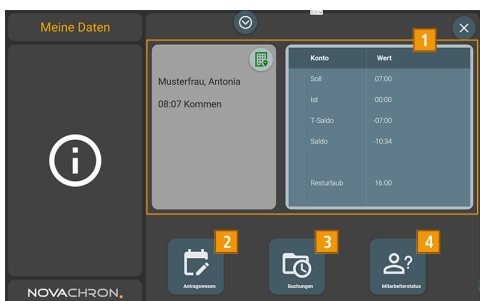 Meine Daten
1
Musterfrau, Antonia
08:07 Kommen
Konto Wert
Soll 07:00
Ist 00:00
T-Saldo -07:00
Saldo -10:34
Resturlaub 16.00
2
3
4
?
Antragswesen
Buchungen
Mitarbeiterstatus
NOVACHRON.